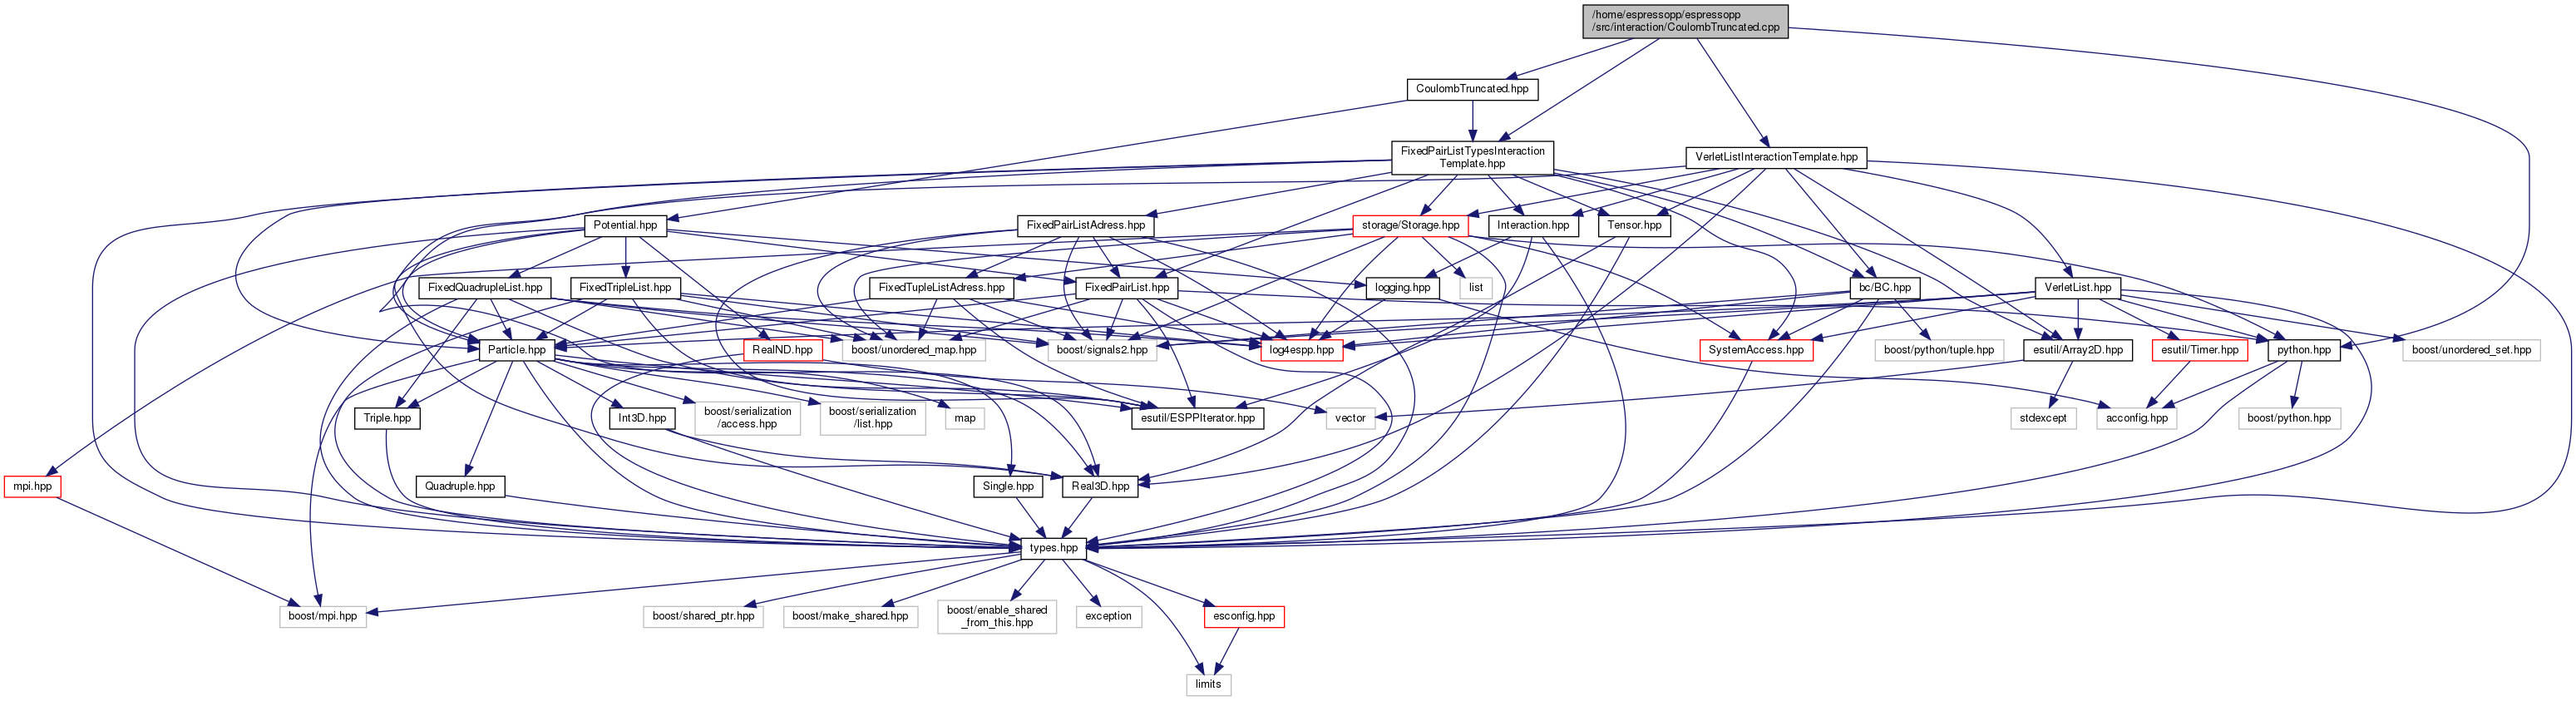 /home/espressopp/espressopp
/src/interaction/CoulombTruncated.cpp
CoulombTruncated.hpp
FixedPairListTypesInteraction
Template.hpp
VerletListInteractionTemplate.hpp
Potential.hpp
FixedPairListAdress.hpp
storage/Storage.hpp
Interaction.hpp
Tensor.hpp
FixedQuadrupleList.hpp
FixedTripleList.hpp
FixedTupleListAdress.hpp
FixedPairList.hpp
logging.hpp
list
bc/BC.hpp
VerletList.hpp
Particle.hpp
RealND.hpp
boost/unordered_map.hpp
boost/signals2.hpp
log4espp.hpp
SystemAccess.hpp
boost/python/tuple.hpp
esutil/Array2D.hpp
esutil/Timer.hpp
python.hpp
boost/unordered_set.hpp
Triple.hpp
Int3D.hpp
boost/serialization
/access.hpp
boost/serialization
/list.hpp
map
esutil/ESPPIterator.hpp
vector
stdexcept
acconfig.hpp
boost/python.hpp
mpi.hpp
Quadruple.hpp
Single.hpp
Real3D.hpp
types.hpp
boost/mpi.hpp
boost/shared_ptr.hpp
boost/make_shared.hpp
boost/enable_shared
_from_this.hpp
exception
esconfig.hpp
limits